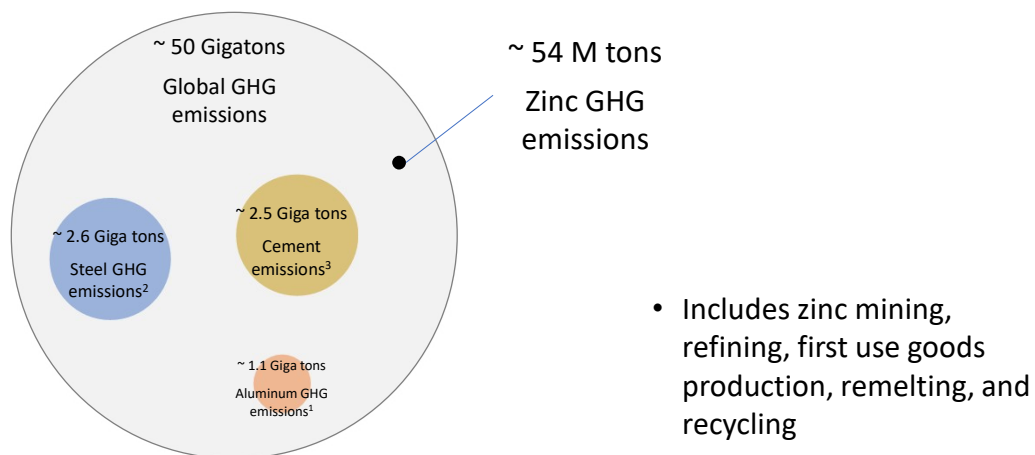 ~ 50 Gigatons
Global GHG
emissions
~ 54 M tons
Zinc GHG
emissions
~ 2.6 Giga tons
Steel GHG
emissions²
~ 2.5 Giga tons
Cement
emissions³
~ 1.1 Giga tons
Aluminum GHG
emissions¹
• Includes zinc mining,
refining, first use goods
production, remelting, and
recycling